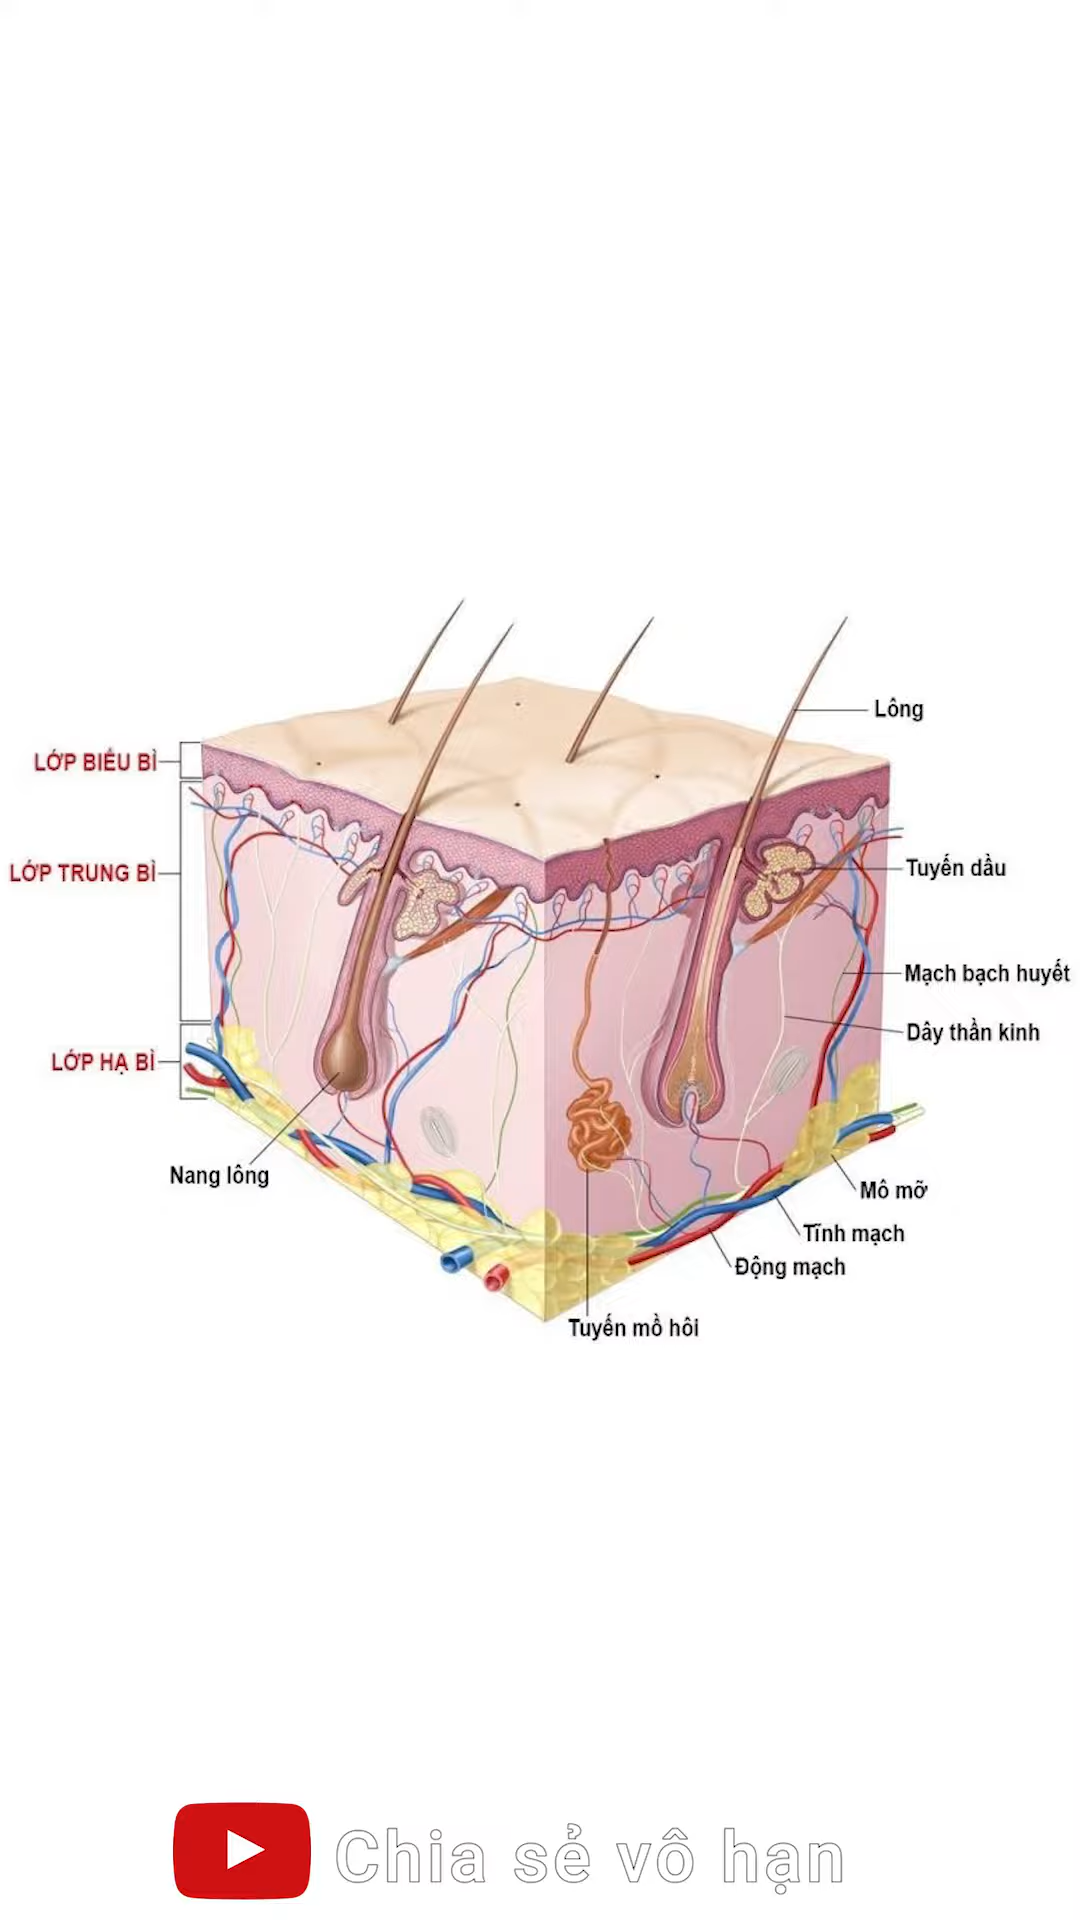 Lông
LỚP BIỂU BÌ
Tuyến dầu
LỚP TRUNG BÌ
Mạch bạch huyết
Dây thần kinh
LỚP HẠ BÌ
Nang lông
Mô mỡ
Tĩnh mạch
Động mạch
Tuyến mồ hôi
Chia sẻ vô hạn